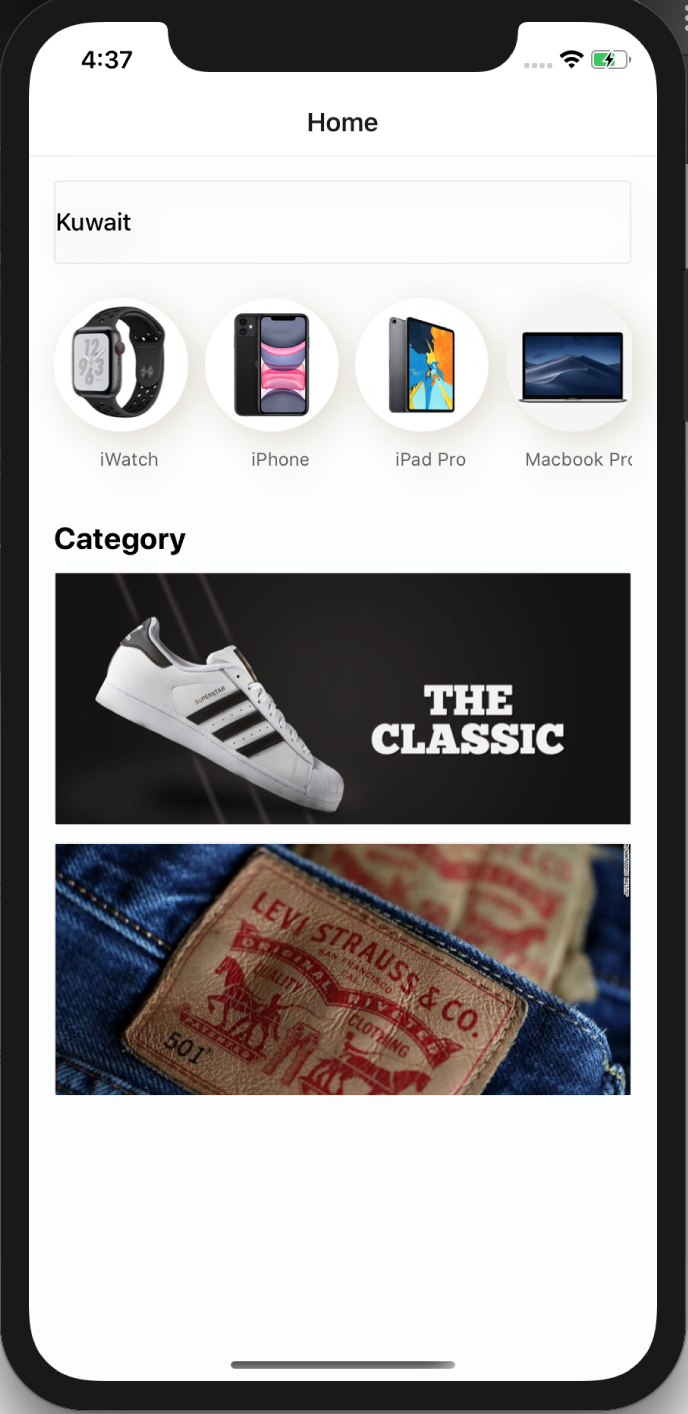 4:37
Home
Kuwait
iWatch
iPhone
iPad Pro
Macbook Pro
Category
SUPERSTAR
THE
CLASSIC
LEVI STRAUSS & CO.
SAN FRANCISCO
ORIGINAL RIVETED
QUALITY
CLOTHING
501